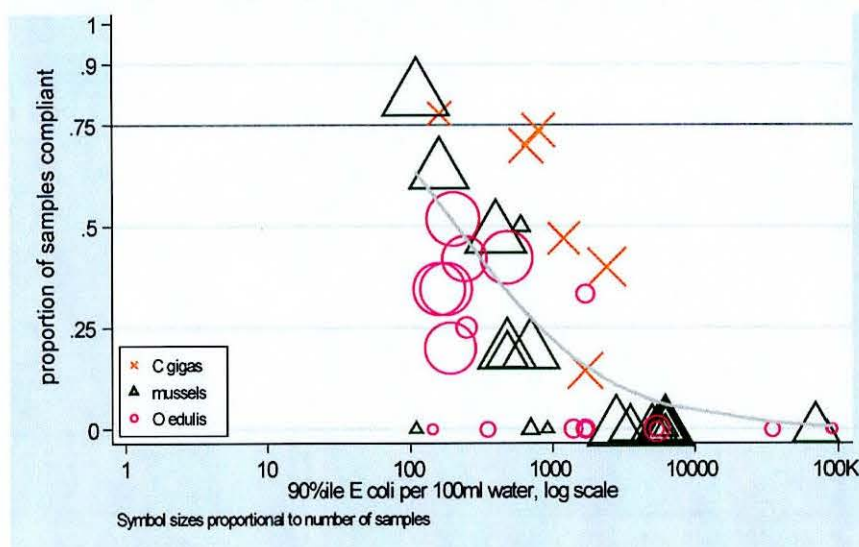 proportion of samples compliant
1
.9
.75
.5
.25
0
C gigas
mussels
O edulis
1 10 100 1000 10000 100K
90%ile E coli per 100ml water, log scale
Symbol sizes proportional to number of samples